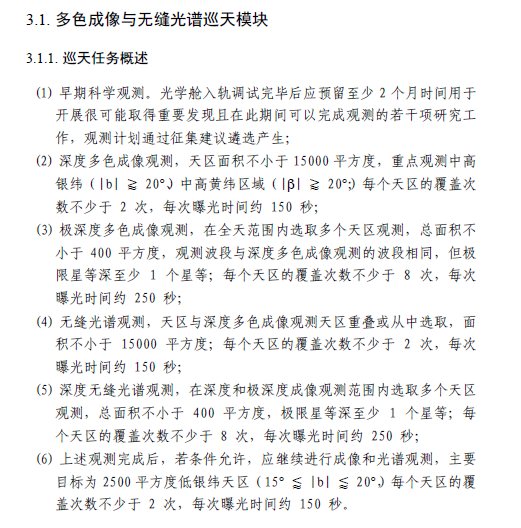 3.1. 多色成像与无缝光谱巡天模块
3.1.1. 巡天任务概述
(1) 早期科学观测。光学舱入轨调试完毕后应预留至少 2 个月时间用于
开展很可能取得重要发现且在此期间可以完成观测的若干项研究工
作，观测计划通过征集建议遴选产生；
(2) 深度多色成像观测，天区面积不小于 15000 平方度，重点观测中高
银纬（|b| ≧ 20°）、中高黄纬区域（|β| ≧ 20°）；每个天区的覆盖次
数不少于 2 次，每次曝光时间约 150 秒；
(3) 极深度多色成像观测，在全天范围内选取多个天区观测，总面积不
小于 400 平方度，观测波段与深度多色成像观测的波段相同，但极
限星等深至少 1 个星等；每个天区的覆盖次数不少于 8 次，每次
曝光时间约 250 秒；
(4) 无缝光谱观测，天区与深度多色成像观测天区重叠或从中选取，面
积不小于 15000 平方度；每个天区的覆盖次数不少于 2 次，每次
曝光时间约 150 秒；
(5) 深度无缝光谱观测，在深度和极深度成像观测范围内选取多个天区
观测，总面积不小于 400 平方度，极限星等深至少 1 个星等；每
个天区的覆盖次数不少于 8 次，每次曝光时间约 250 秒；
(6) 上述观测完成后，若条件允许，应继续进行成像和光谱观测，主要
目标为 2500 平方度低银纬天区（15° ≦ |b| ≦ 20°），每个天区的覆
盖次数不少于 2 次，每次曝光时间约 150 秒。